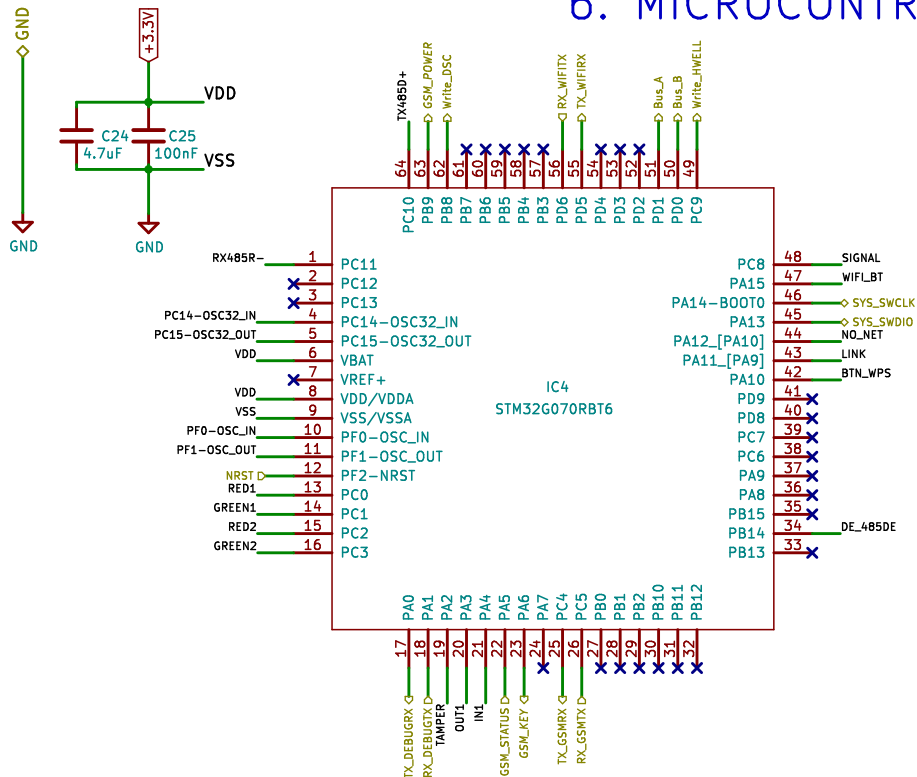 6. MICROCONTR
GND
+3.3V
VDD
C24
4.7uF
C25
100nF
VSS
GND
GND
TX485D+
GSM_POWER
Write_DSC
RX_WIFITX
TX_WIFIRX
Bus_A
Bus_B
Write_HWELL
64
63
62
61
60
59
58
57
56
55
54
53
52
51
50
49
PC10
PB9
PB8
PB7
PB6
PB5
PB4
PB3
PD6
PD5
PD4
PD3
PD2
PD1
PD0
PC9
RX485R- 1 PC11
2 PC12
3 PC13
PC14-OSC32_IN 4 PC14-OSC32_IN
PC15-OSC32_OUT 5 PC15-OSC32_OUT
VDD 6 VBAT
7 VREF+
VDD 8 VDD/VDDA
VSS 9 VSS/VSSA
PF0-OSC_IN 10 PF0-OSC_IN
PF1-OSC_OUT 11 PF1-OSC_OUT
NRST 12 PF2-NRST
RED1 13 PC0
GREEN1 14 PC1
RED2 15 PC2
GREEN2 16 PC3
IC4
STM32G070RBT6
PC8 48 SIGNAL
PA15 47 WIFI_BT
PA14-BOOT0 46 SYS_SWCLK
PA13 45 SYS_SWDIO
PA12_[PA10] 44 NO_NET
PA11_[PA9] 43 LINK
PA10 42 BTN_WPS
PD9 41
PD8 40
PC7 39
PC6 38
PA9 37
PA8 36
PB15 35
PB14 34 DE_485DE
PB13 33
PA0
PA1
PA2
PA3
PA4
PA5
PA6
PA7
PC4
PC5
PB0
PB1
PB2
PB10
PB11
PB12
17
18
19
20
21
22
23
24
25
26
27
28
29
30
31
32
TX_DEBUGRX
RX_DEBUGTX
TAMPER
OUT1
IN1
GSM_STATUS
GSM_KEY
TX_GSMRX
RX_GSMTX